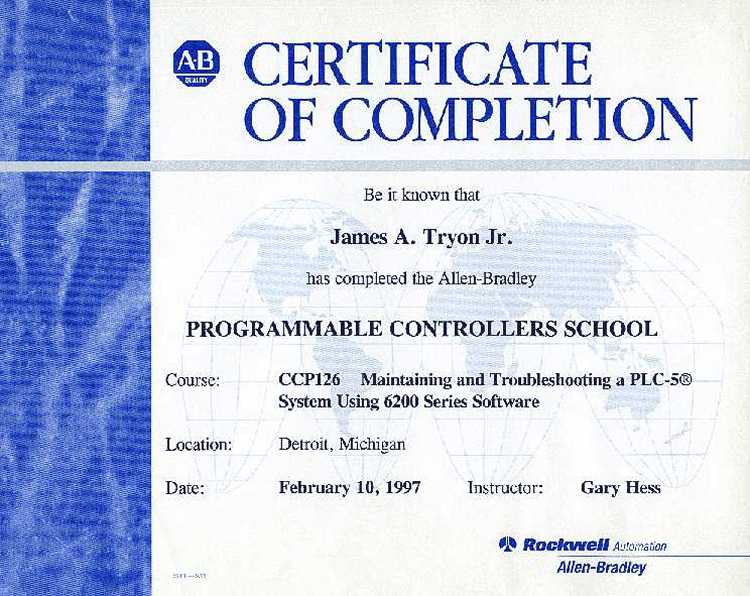 A-B
QUALITY
CERTIFICATE
OF COMPLETION
Be it known that
James A. Tryon Jr.
has completed the Allen-Bradley
PROGRAMMABLE CONTROLLERS SCHOOL
Course: CCP126 Maintaining and Troubleshooting a PLC-5®
System Using 6200 Series Software
Location: Detroit, Michigan
Date: February 10, 1997 Instructor: Gary Hess
Rockwell Automation
Allen-Bradley